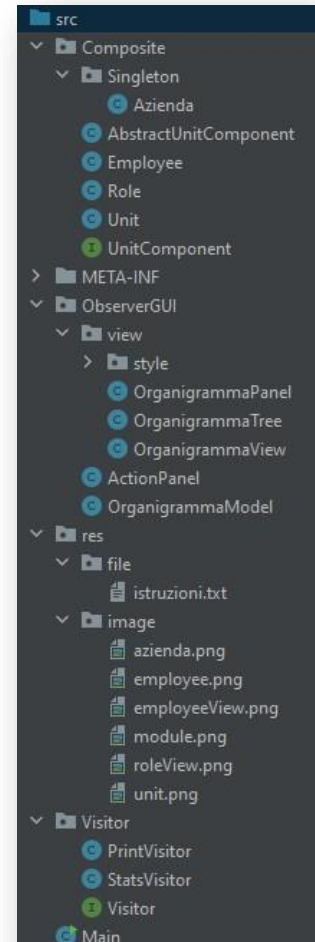 src
Composite
Singleton
Azienda
AbstractUnitComponent
Employee
Role
Unit
UnitComponent
META-INF
ObserverGUI
view
style
OrganigrammaPanel
OrganigrammaTree
OrganigrammaView
ActionPanel
OrganigrammaModel
res
file
istruzioni.txt
image
azienda.png
employee.png
employeeView.png
module.png
roleView.png
unit.png
Visitor
PrintVisitor
StatsVisitor
Visitor
Main